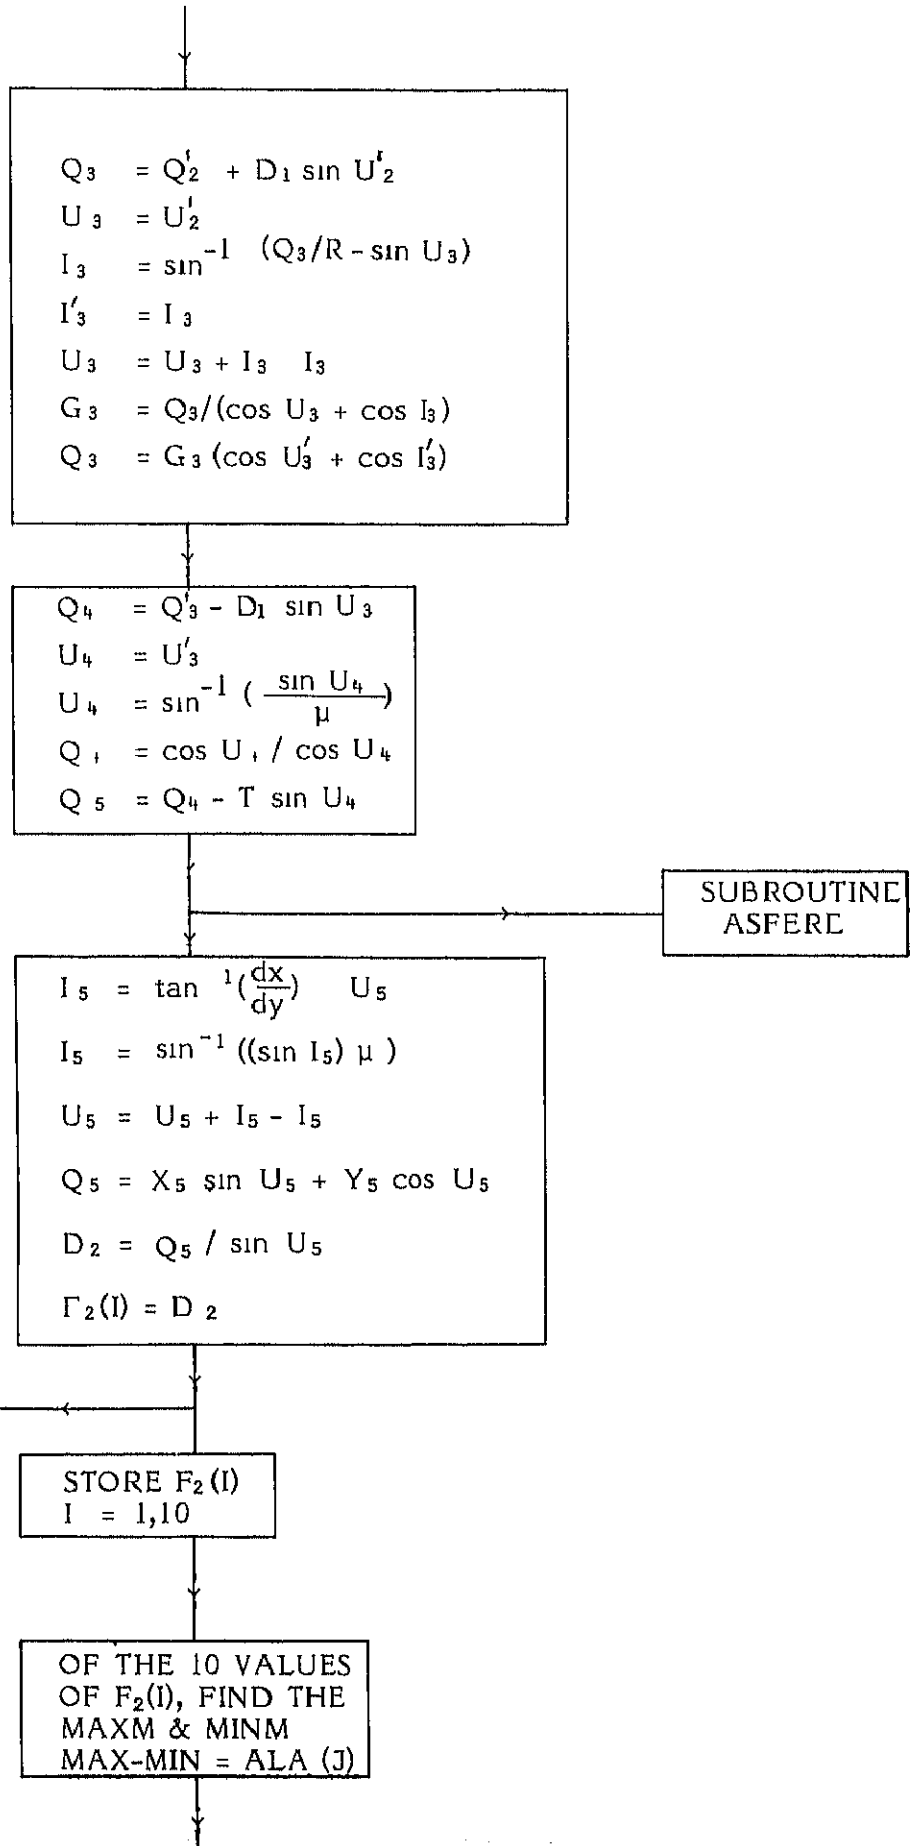 Q₃ = Q'₂ + D₁ sin U'₂
U₃ = U'₂
I₃ = sin⁻¹ (Q₃/R - sin U₃)
I'₃ = I₃
U₃ = U₃ + I₃ I₃
G₃ = Q₃/(cos U₃ + cos I₃)
Q₃ = G₃ (cos U'₃ + cos I'₃)
Q₄ = Q'₃ - D₁ sin U₃
U₄ = U'₃
U₄ = sin⁻¹ ( sin U₄ / μ )
Q = cos U / cos U₄
Q₅ = Q₄ - T sin U₄
SUBROUTINE
ASFERE
I₅ = tan ¹(dx/dy) U₅
I₅ = sin⁻¹ ((sin I₅) μ )
U₅ = U₅ + I₅ - I₅
Q₅ = X₅ sin U₅ + Y₅ cos U₅
D₂ = Q₅ / sin U₅
Γ₂(I) = D₂
STORE F₂(I)
I = 1,10
OF THE 10 VALUES
OF F₂(I), FIND THE
MAXM & MINM
MAX-MIN = ALA (J)